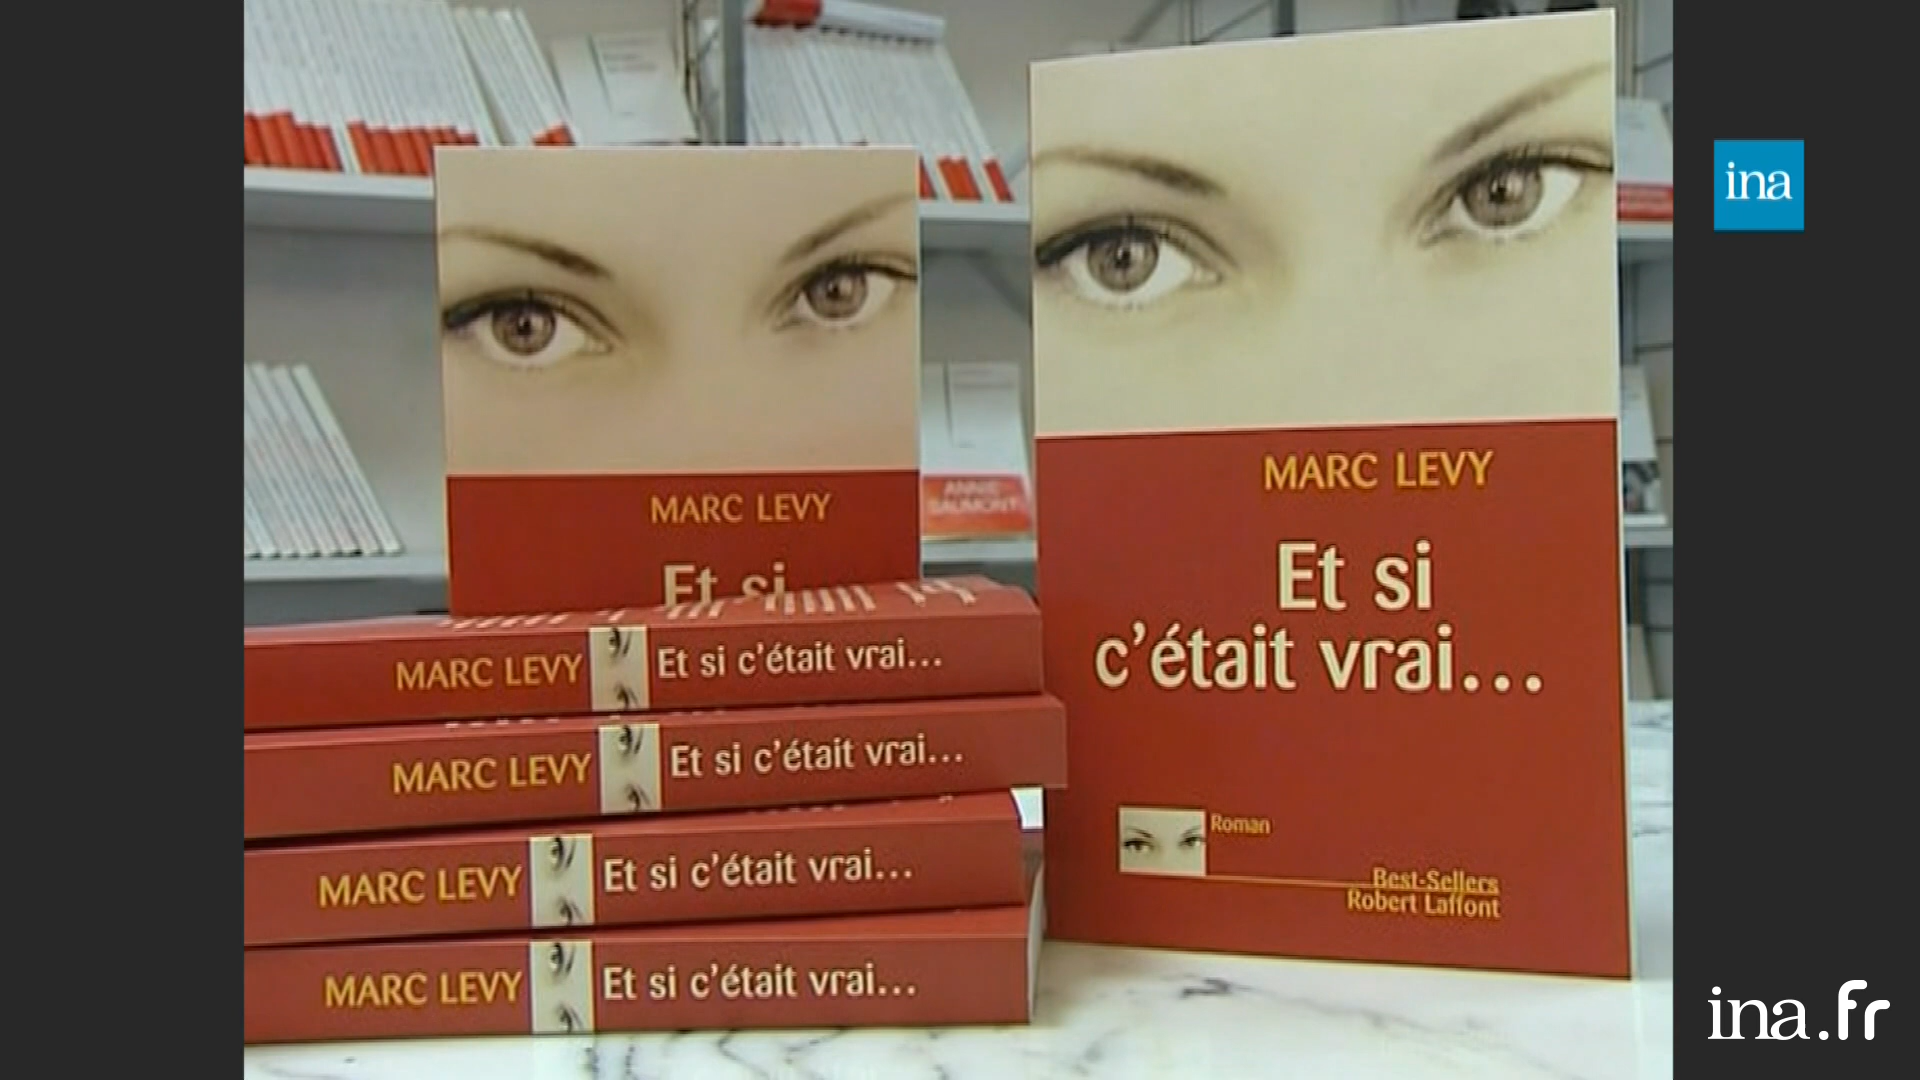 MARC LEVY
Et si
MARC LEVY
Et si
c'était vrai...
Roman
Best-Sellers
Robert Laffont
MARC LEVY Et si c'était vrai...
MARC LEVY Et si c'était vrai...
MARC LEVY Et si c'était vrai...
MARC LEVY Et si c'était vrai...
ANNIE
SAUMONT
ina
ina.fr